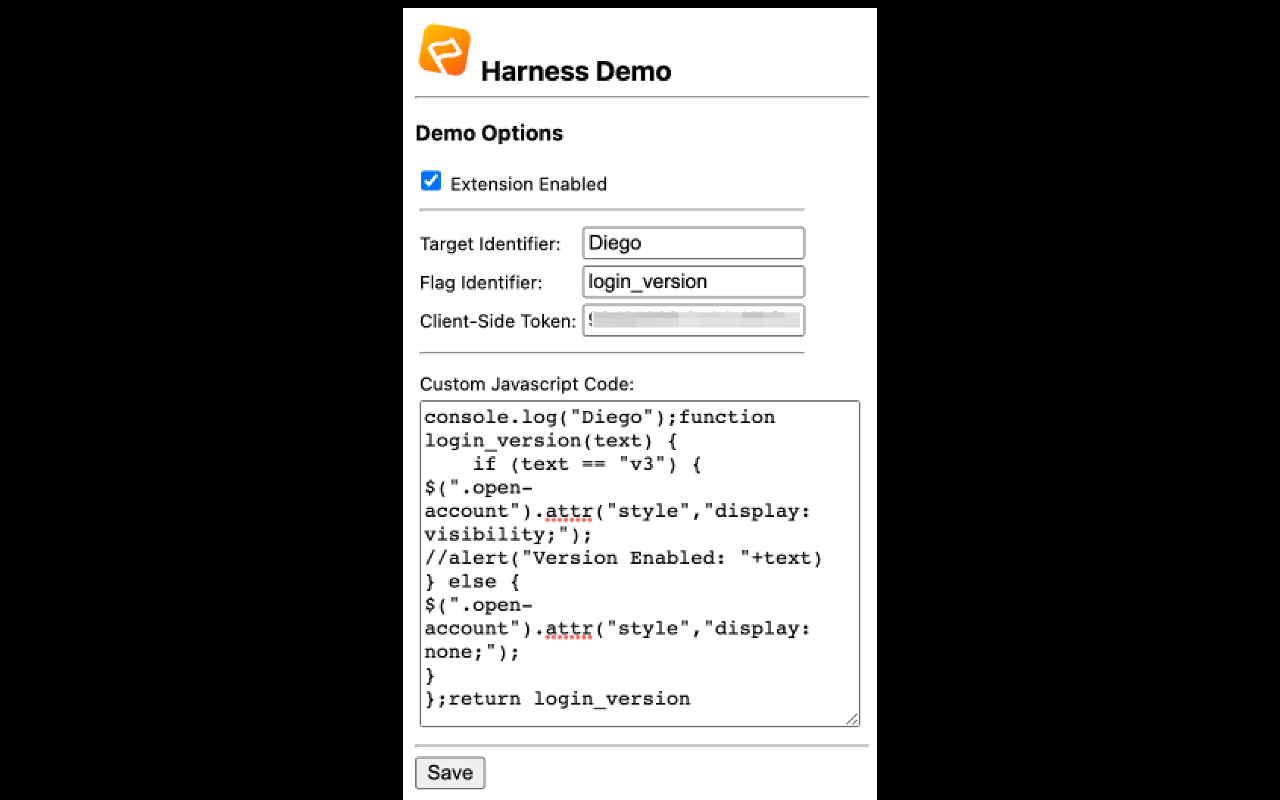 Harness Demo
Demo Options
Extension Enabled
Target Identifier: Diego
Flag Identifier: login_version
Client-Side Token:
Custom Javascript Code:
console.log("Diego");function
login_version(text) {
    if (text == "v3") {
$(".open-
account").attr("style","display:
visibility;");
//alert("Version Enabled: "+text)
} else {
$(".open-
account").attr("style","display:
none;");
}
};return login_version
Save